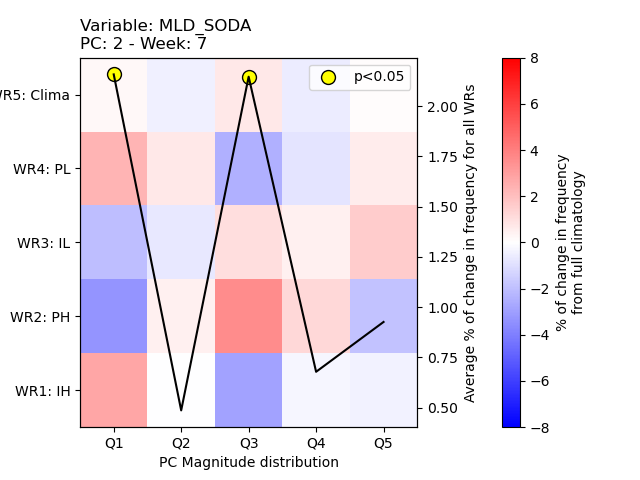 Variable: MLD_SODA
PC: 2 - Week: 7
p<0.05
WR5: Clima
WR4: PL
WR3: IL
WR2: PH
WR1: IH
Q1 Q2 Q3 Q4 Q5
PC Magnitude distribution
2.00
1.75
1.50
1.25
1.00
0.75
0.50
Average % of change in frequency for all WRs
8
6
4
2
0
−2
−4
−6
−8
% of change in frequency
from full climatology